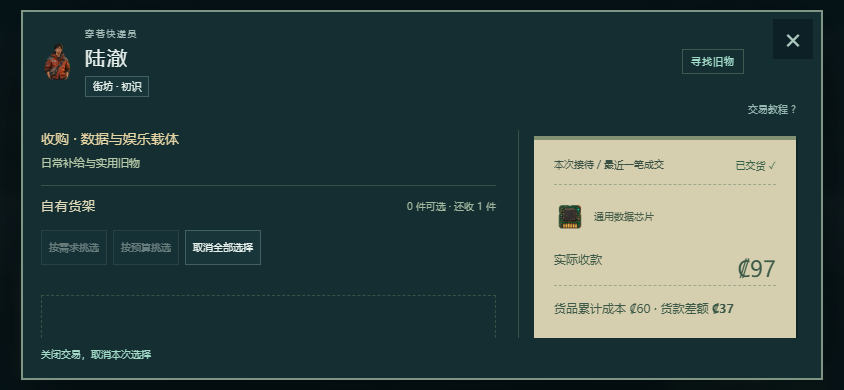 穿巷快递员
陆澈
街坊 · 初识
寻找旧物
×
交易教程 ?
收购 · 数据与娱乐载体
日常补给与实用旧物
自有货架
0 件可选 · 还收 1 件
按需求挑选
按预算挑选
取消全部选择
关闭交易，取消本次选择
本次接待 / 最近一笔成交
已交货 ✓
通用数据芯片
实际收款
₡97
货品累计成本 ₡60 · 货款差额 ₡37